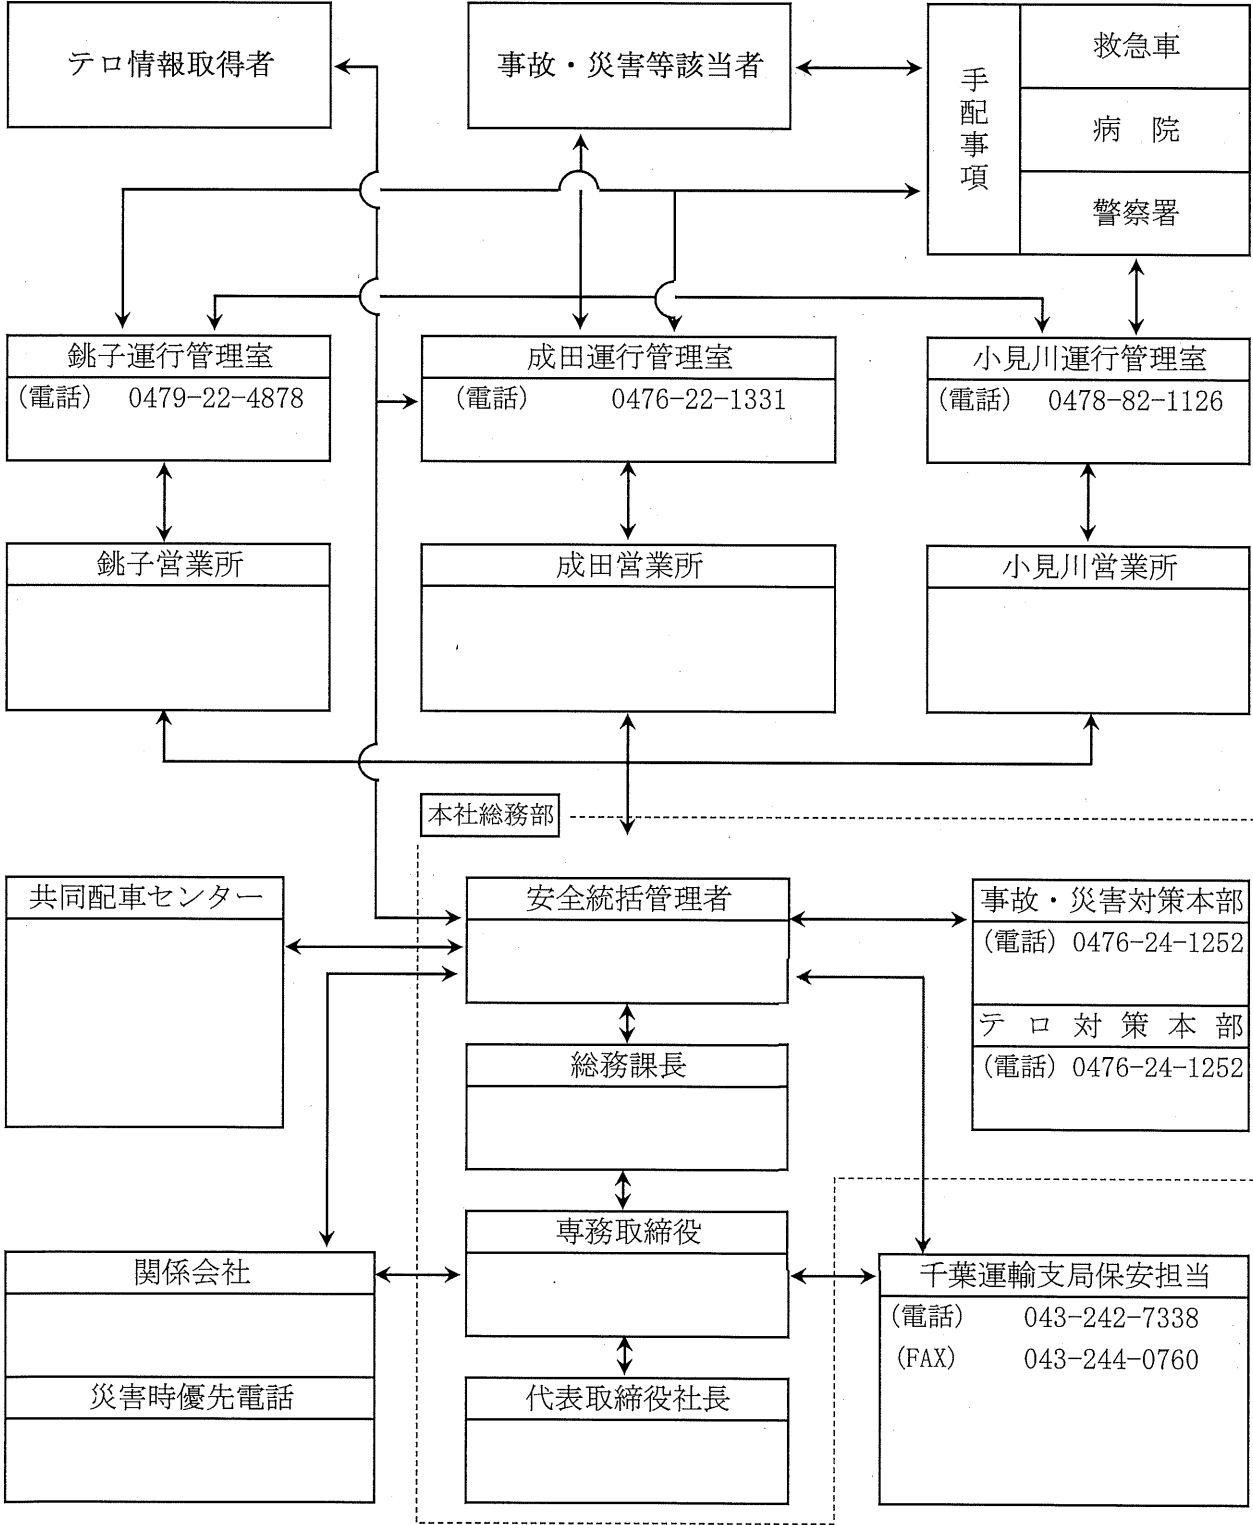 テロ情報取得者
事故・災害等該当者
手配事項
救急車
病　院
警察署
銚子運行管理室
(電話)　0479-22-4878
成田運行管理室
(電話)　0476-22-1331
小見川運行管理室
(電話)　0478-82-1126
銚子営業所
成田営業所
小見川営業所
本社総務部
共同配車センター
安全統括管理者
事故・災害対策本部
(電話) 0476-24-1252
テロ対策本部
(電話) 0476-24-1252
総務課長
専務取締役
関係会社
災害時優先電話
千葉運輸支局保安担当
(電話)　043-242-7338
(FAX)　043-244-0760
代表取締役社長